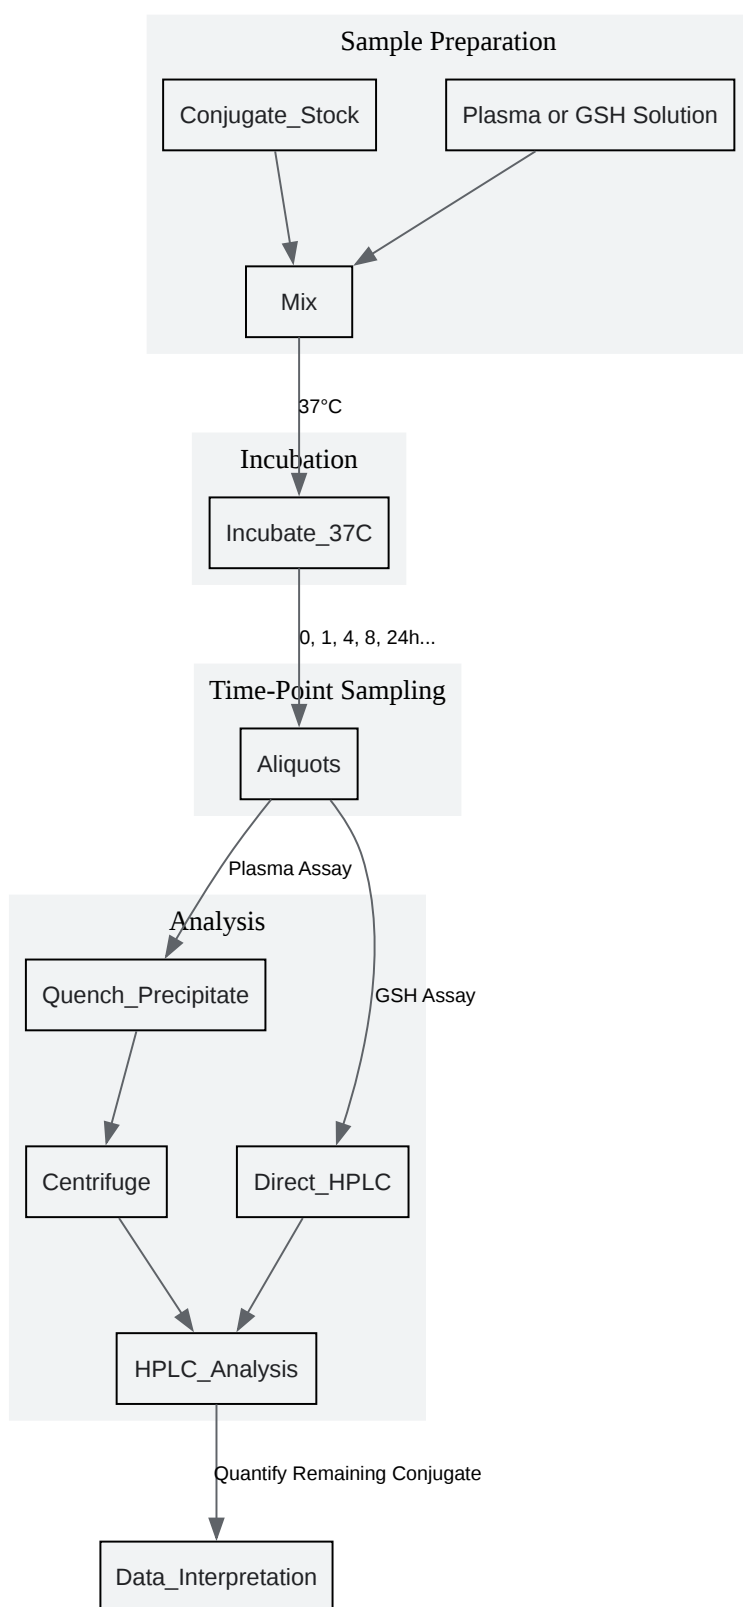 Sample Preparation
Conjugate_Stock
Plasma or GSH Solution
Mix
37°C
Incubation
Incubate_37C
0, 1, 4, 8, 24h...
Time-Point Sampling
Aliquots
Plasma Assay
Analysis
Quench_Precipitate
GSH Assay
Centrifuge
Direct_HPLC
HPLC_Analysis
Quantify Remaining Conjugate
Data_Interpretation